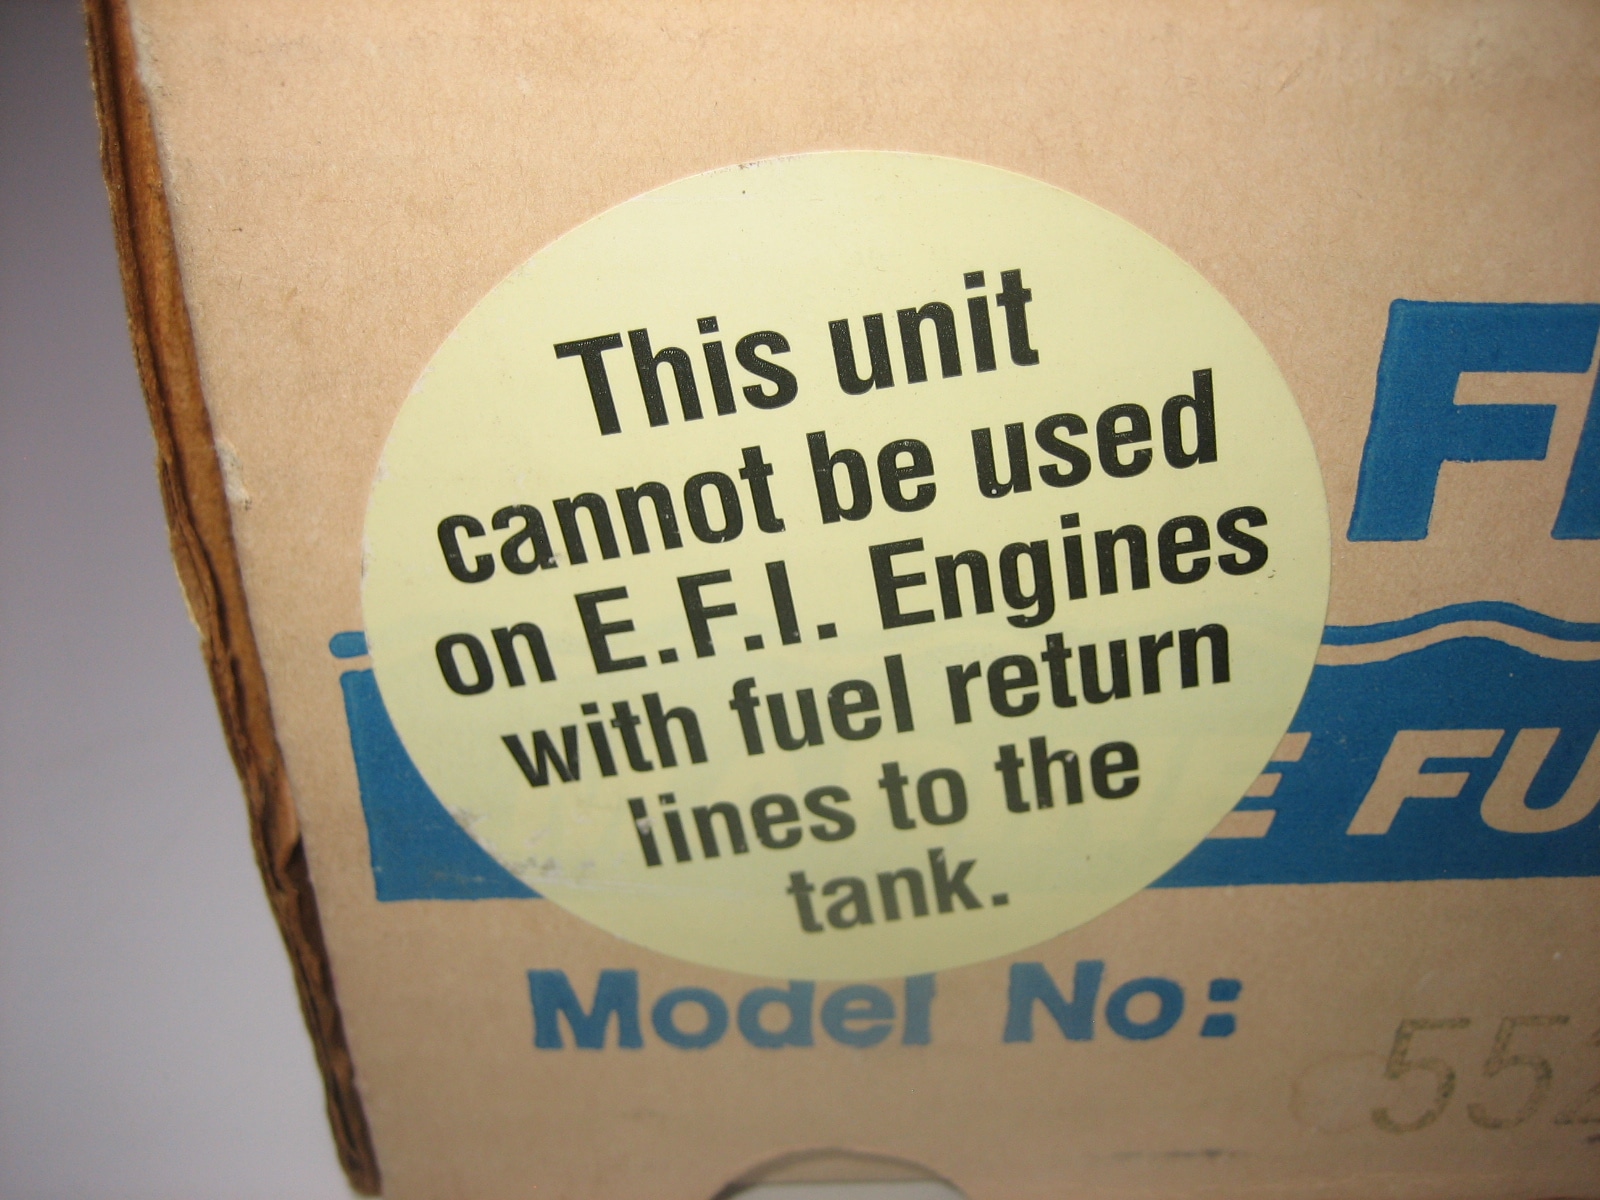 This unit
cannot be used
on E.F.I. Engines
with fuel return
lines to the
tank.
Model No: